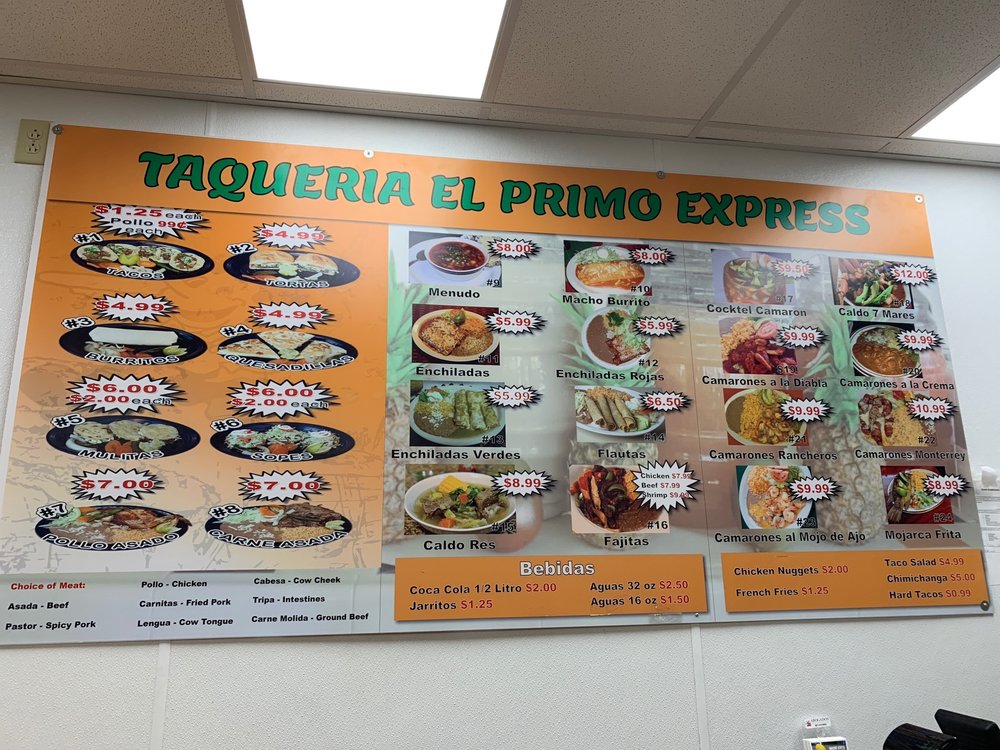 TAQUERIA EL PRIMO EXPRESS
$1.25 each
Pollo 99¢
each
#1
TACOS
$4.99
#2
TORTAS
$4.99
#3
BURRITOS
$4.99
#4
QUESADILLAS
$6.00
$2.00 each
#5
MULITAS
$6.00
$2.00 each
#6
SOPES
$7.00
#7
POLLO ASADO
$7.00
#8
CARNE ASADA
Choice of Meat:
Asada - Beef
Pastor - Spicy Pork
Pollo - Chicken
Carnitas - Fried Pork
Lengua - Cow Tongue
Cabesa - Cow Cheek
Tripa - Intestines
Carne Molida - Ground Beef
$8.00
#9
Menudo
$8.00
#10
Macho Burrito
$5.99
#11
Enchiladas
$5.99
#12
Enchiladas Rojas
$5.99
#13
Enchiladas Verdes
$6.50
#14
Flautas
$8.99
#15
Caldo Res
Chicken $7.99
Beef $7.99
Shrimp
#16
Fajitas
Bebidas
Coca Cola 1/2 Litro $2.00
Jarritos $1.25
Aguas 32 oz $2.50
Aguas 16 oz $1.50
$9.50
#17
Cocktel Camaron
$12.00
#18
Caldo 7 Mares
$9.99
#19
Camarones a la Diabla
$9.99
#20
Camarones a la Crema
$9.99
#21
Camarones Rancheros
$10.99
#22
Camarones Monterrey
$9.99
#23
Camarones al Mojo de Ajo
$8.99
#24
Mojarca Frita
Chicken Nuggets $2.00
French Fries $1.25
Taco Salad $4.99
Chimichanga $5.00
Hard Tacos $0.99